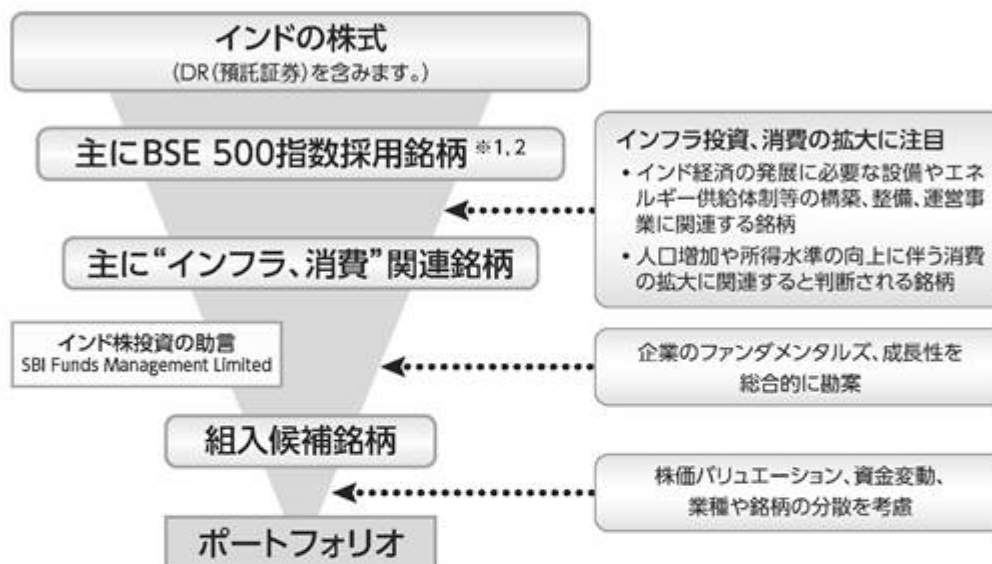 インドの株式
(DR(預託証券)を含みます。)
主にBSE 500指数採用銘柄 ※1,2
インフラ投資、消費の拡大に注目
・インド経済の発展に必要な設備やエネ
ルギー供給体制等の構築、整備、運営事
業に関連する銘柄
・人口増加や所得水準の向上に伴う消費
の拡大に関連すると判断される銘柄
主に“インフラ、消費”関連銘柄
インド株投資の助言
SBI Funds Management Limited
企業のファンダメンタルズ、成長性を
総合的に勘案
組入候補銘柄
株価バリュエーション、資金変動、
業種や銘柄の分散を考慮
ポートフォリオ